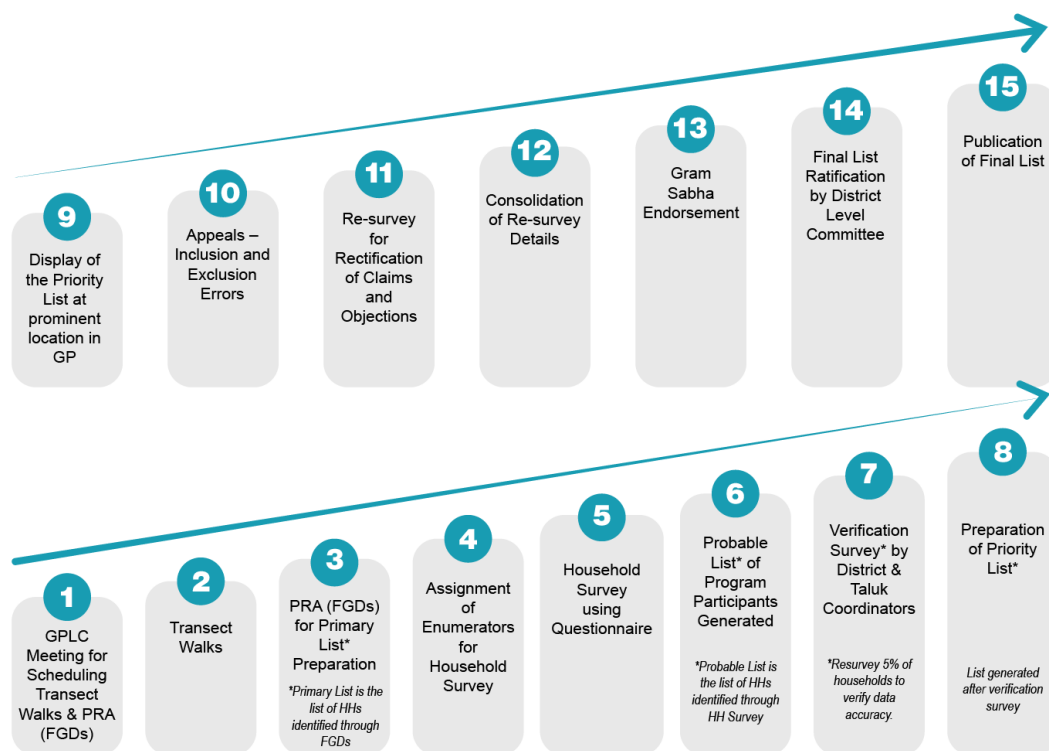 9
Display of
the Priority
List at
prominent
location in
GP
10
Appeals –
Inclusion and
Exclusion
Errors
11
Re-survey
for
Rectification
of Claims
and
Objections
12
Consolidation
of Re-survey
Details
13
Gram
Sabha
Endorsement
14
Final List
Ratification
by District
Level
Committee
15
Publication
of Final List
1
GPLC
Meeting for
Scheduling
Transect
Walks & PRA
(FGDs)
2
Transect
Walks
3
PRA (FGDs)
for Primary
List*
Preparation
*Primary List is the
list of HHs
identified through
FGDs
4
Assignment
of
Enumerators
for
Household
Survey
5
Household
Survey
using
Questionnaire
6
Probable
List* of
Program
Participants
Generated
*Probable List is
the list of HHs
identified through
HH Survey
7
Verification
Survey* by
District &
Taluk
Coordinators
*Resurvey 5% of
households to
verify data
accuracy.
8
Preparation
of Priority
List*
List generated
after verification
survey